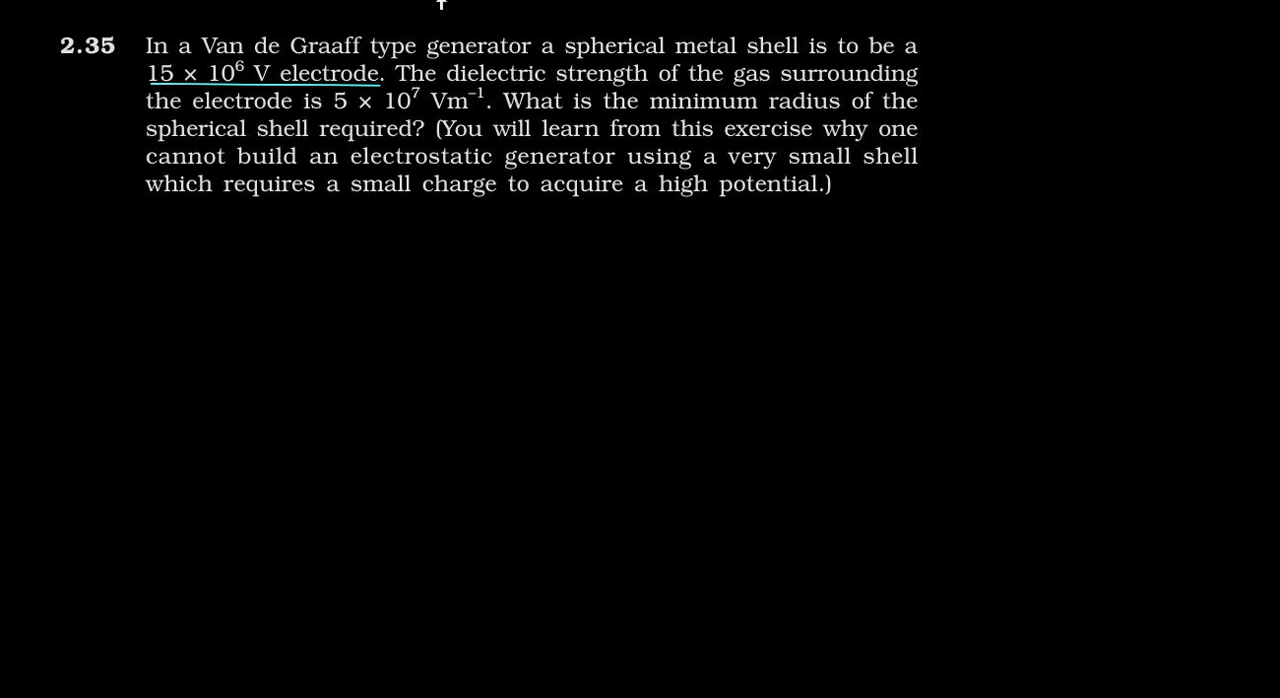 2.35 In a Van de Graaff type generator a spherical metal shell is to be a
15 × 10⁶ V electrode. The dielectric strength of the gas surrounding
the electrode is 5 × 10⁷ Vm⁻¹. What is the minimum radius of the
spherical shell required? (You will learn from this exercise why one
cannot build an electrostatic generator using a very small shell
which requires a small charge to acquire a high potential.)